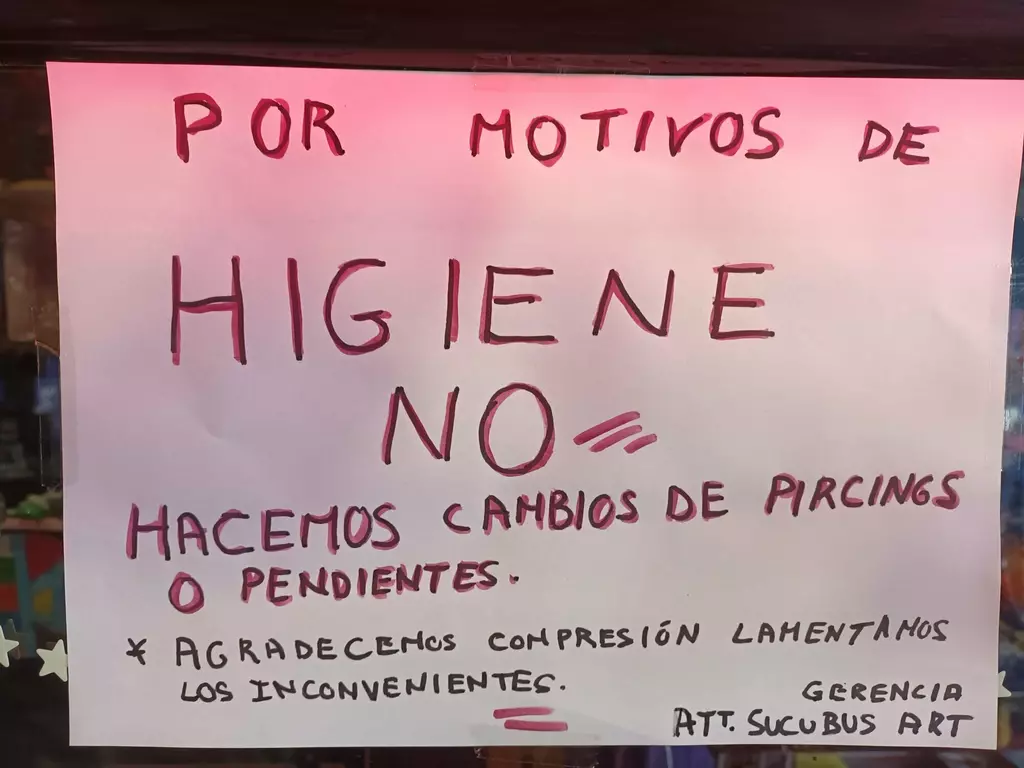 POR MOTIVOS DE
HIGIENE
NO
HACEMOS CAMBIOS DE PIRCINGS
O PENDIENTES.
* AGRADECEMOS COMPRESIÓN LAMENTAMOS
LOS INCONVENIENTES.
GERENCIA
ATT. SUCUBUS ART